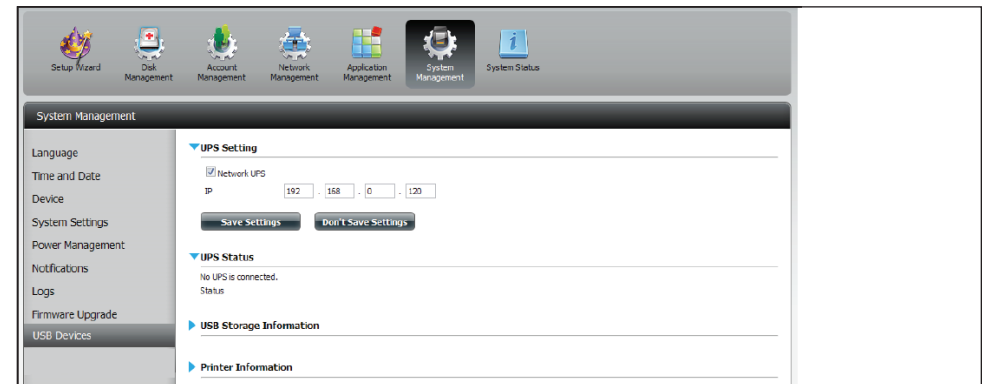 Setup Wizard
Disk
Management
Account
Management
Network
Management
Application
Management
System
Management
System Status
System Management
Language
Time and Date
Device
System Settings
Power Management
Notifications
Logs
Firmware Upgrade
USB Devices
UPS Setting
Network UPS
IP 192 . 168 . 0 . 120
Save Settings Don't Save Settings
UPS Status
No UPS is connected.
Status
USB Storage Information
Printer Information